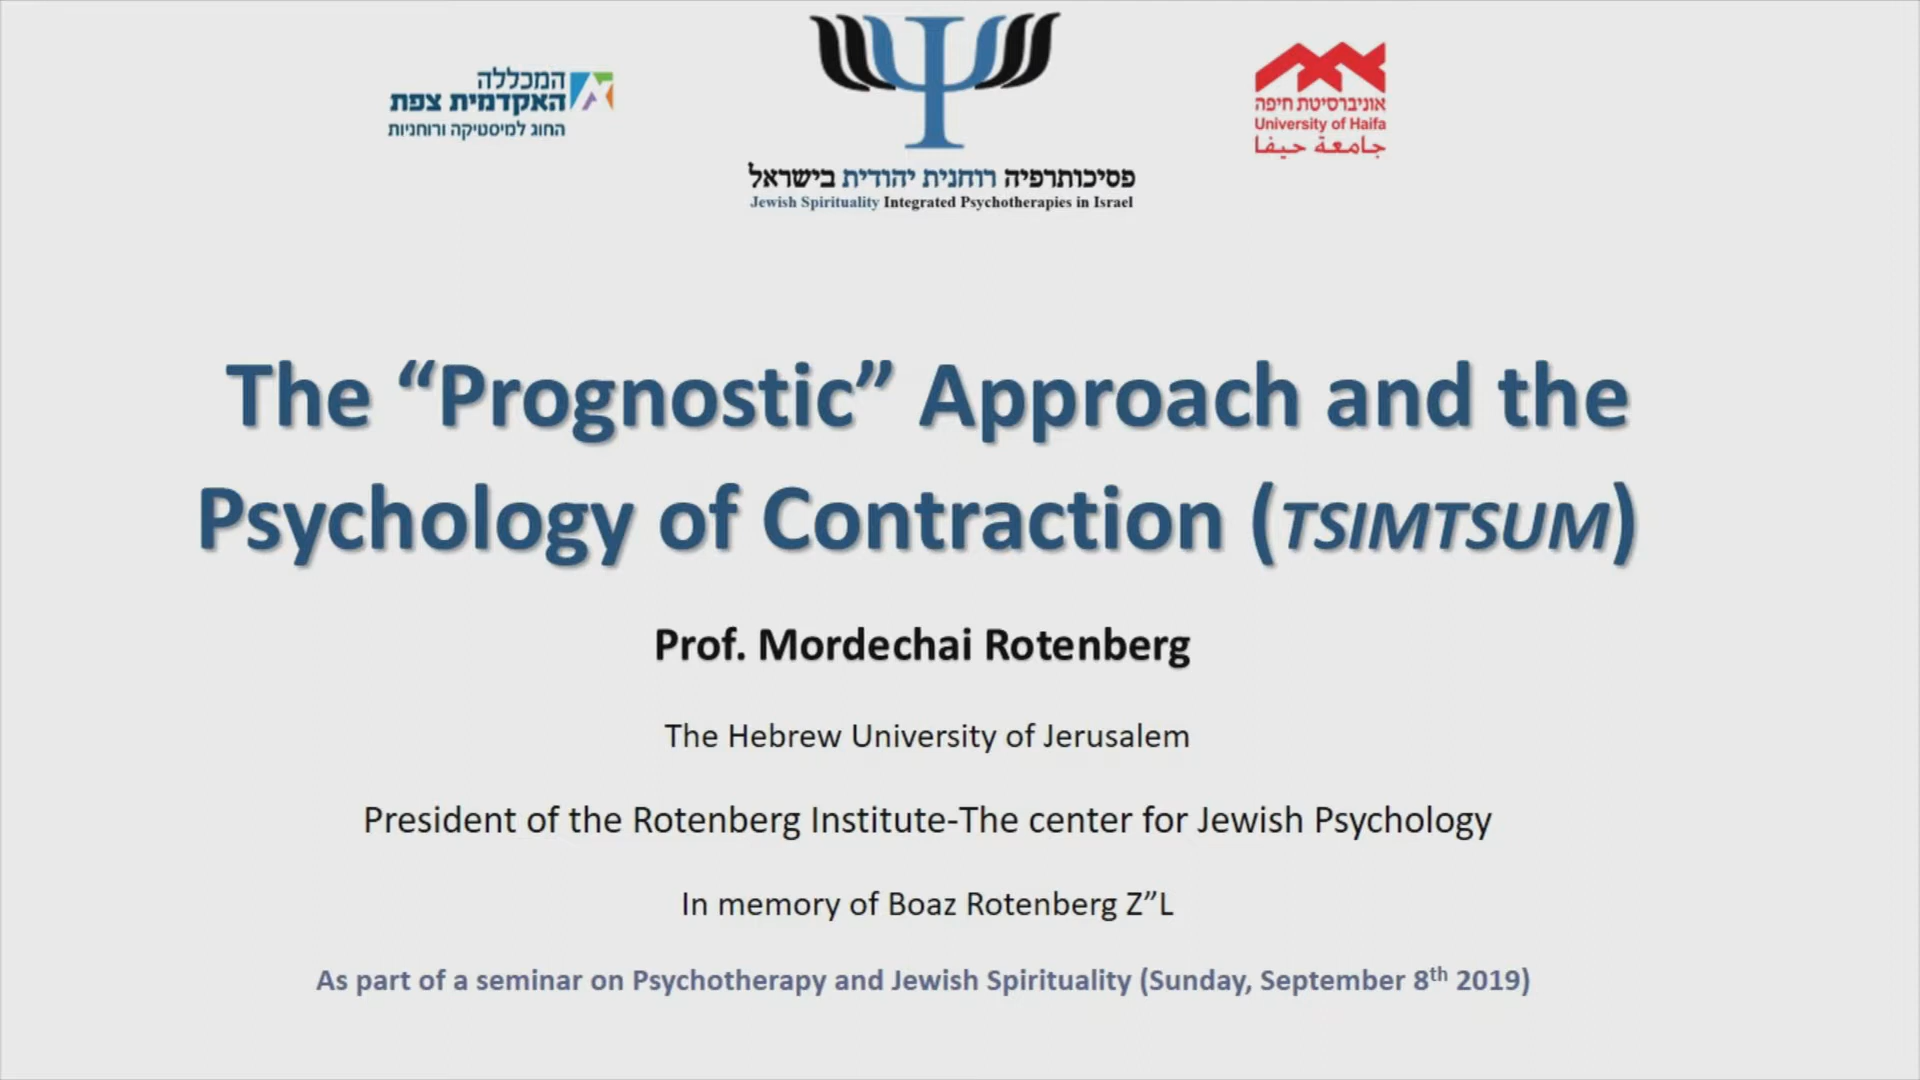 המכללה
האקדמית צפת
החוג למיסטיקה ורוחניות
פסיכותרפיה רוחנית יהודית בישראל
Jewish Spirituality Integrated Psychotherapies in Israel
אוניברסיטת חיפה
University of Haifa
جامعة حيفا
The “Prognostic” Approach and the
Psychology of Contraction (TSIMTSUM)
Prof. Mordechai Rotenberg
The Hebrew University of Jerusalem
President of the Rotenberg Institute-The center for Jewish Psychology
In memory of Boaz Rotenberg Z”L
As part of a seminar on Psychotherapy and Jewish Spirituality (Sunday, September 8th 2019)